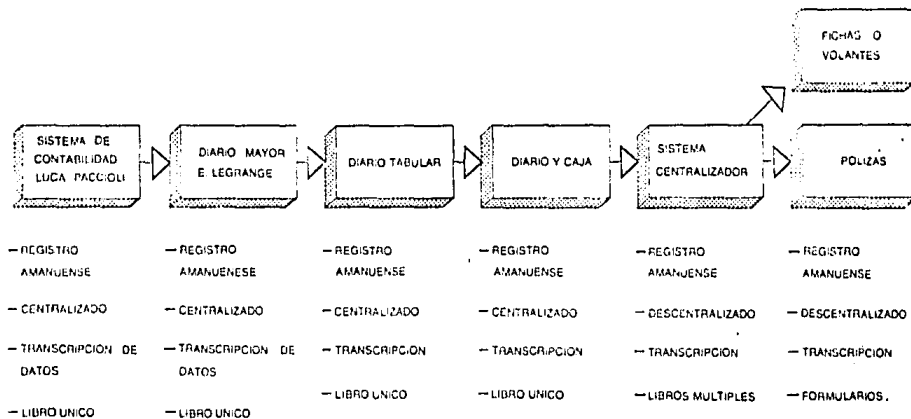 FICHAS O
VOLANTES
SISTEMA DE
CONTABILIDAD
LUCA PACCIOLI
DIARIO MAYOR
E. LEGRANGE
DIARIO TABULAR
DIARIO Y CAJA
SISTEMA
CENTRALIZADOR
POLIZAS
— REGISTRO
AMANUENSE
— CENTRALIZADO
— TRANSCRIPCION DE
DATOS
— LIBRO UNICO
— REGISTRO
AMANUENESE
— CENTRALIZADO
— TRANSCRIPCION DE
DATOS
— LIBRO UNICO
— REGISTRO
AMANUENSE
— CENTRALIZADO
— TRANSCRIPCION
— LIBRO UNICO
— REGISTRO
AMANUENSE
— CENTRALIZADO
— TRANSCRIPCION
— LIBRO UNICO
— REGISTRO
AMANUENSE
— DESCENTRALIZADO
— TRANSCRIPCION
— LIBROS MULTIPLES
— REGISTRO
AMANUENSE
— DESCENTRALIZADO
— TRANSCRIPCION
— FORMULARIOS.